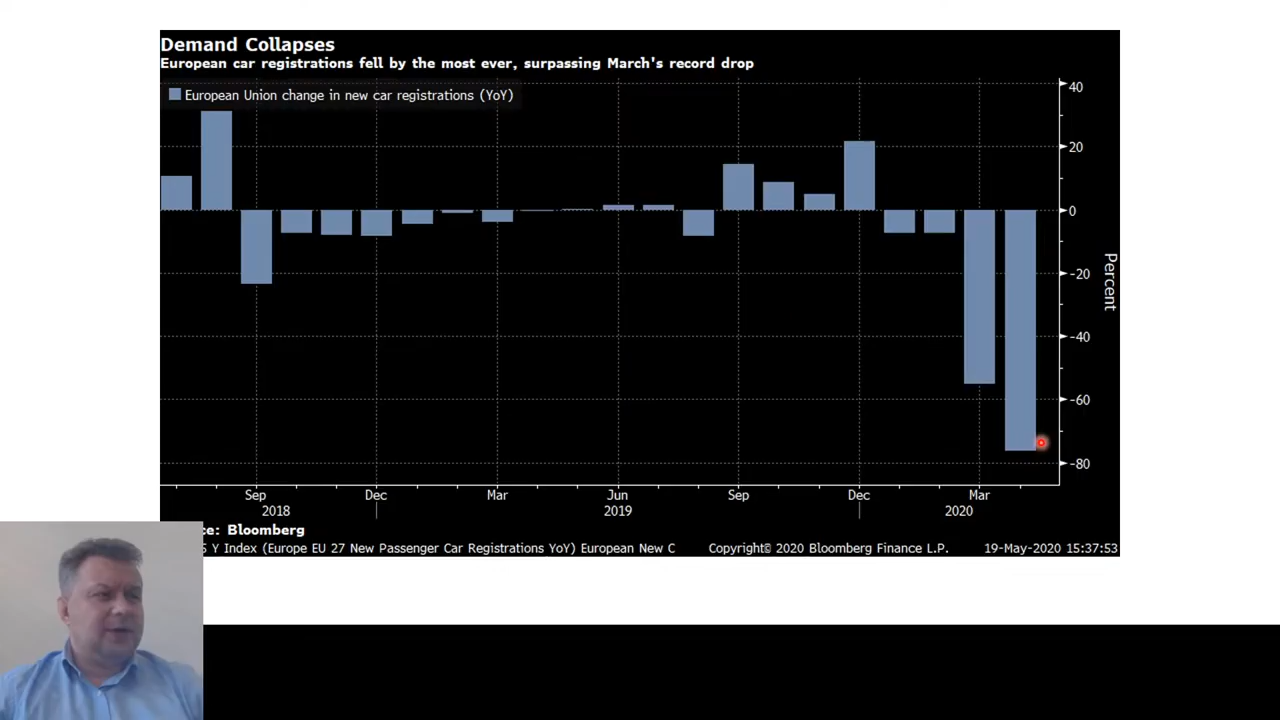 Demand Collapses
European car registrations fell by the most ever, surpassing March's record drop
European Union change in new car registrations (YoY)
40
20
0
-20
-40
-60
-80
Percent
Sep
Dec
Mar
Jun
Sep
Dec
Mar
2018
2019
2020
Bloomberg
Y Index (Europe EU 27 New Passenger Car Registrations YoY) European New C
Copyright© 2020 Bloomberg Finance L.P.
19-May-2020 15:37:53